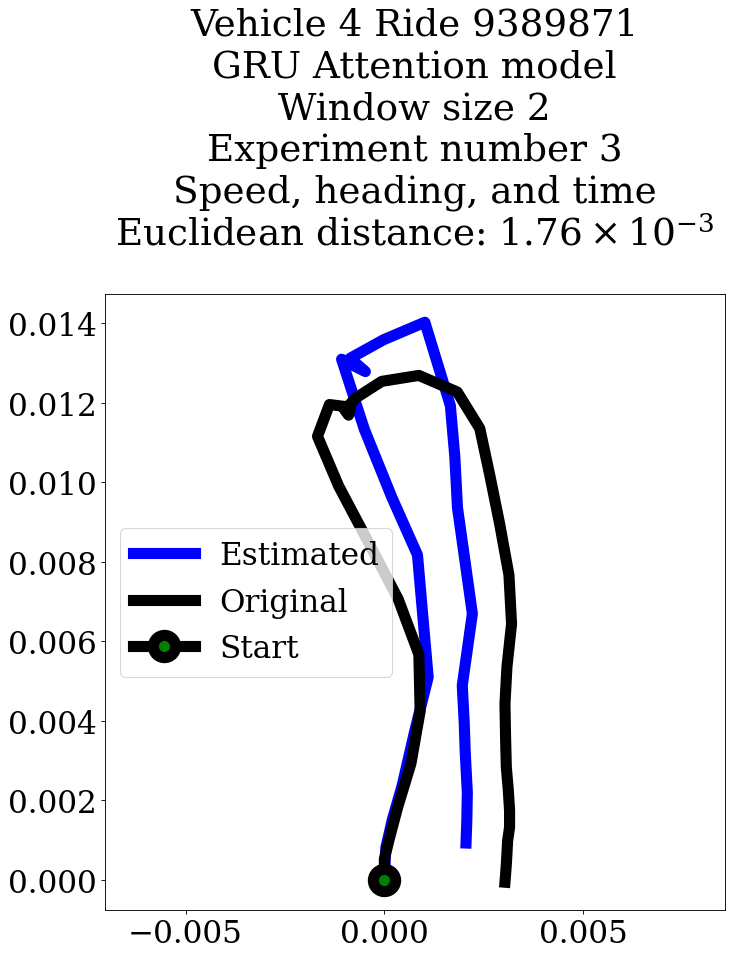 Vehicle 4 Ride 9389871
GRU Attention model
Window size 2
Experiment number 3
Speed, heading, and time
Euclidean distance: 1.76 × 10⁻³
0.014
0.012
0.010
0.008
0.006
0.004
0.002
0.000
Estimated
Original
Start
−0.005
0.000
0.005